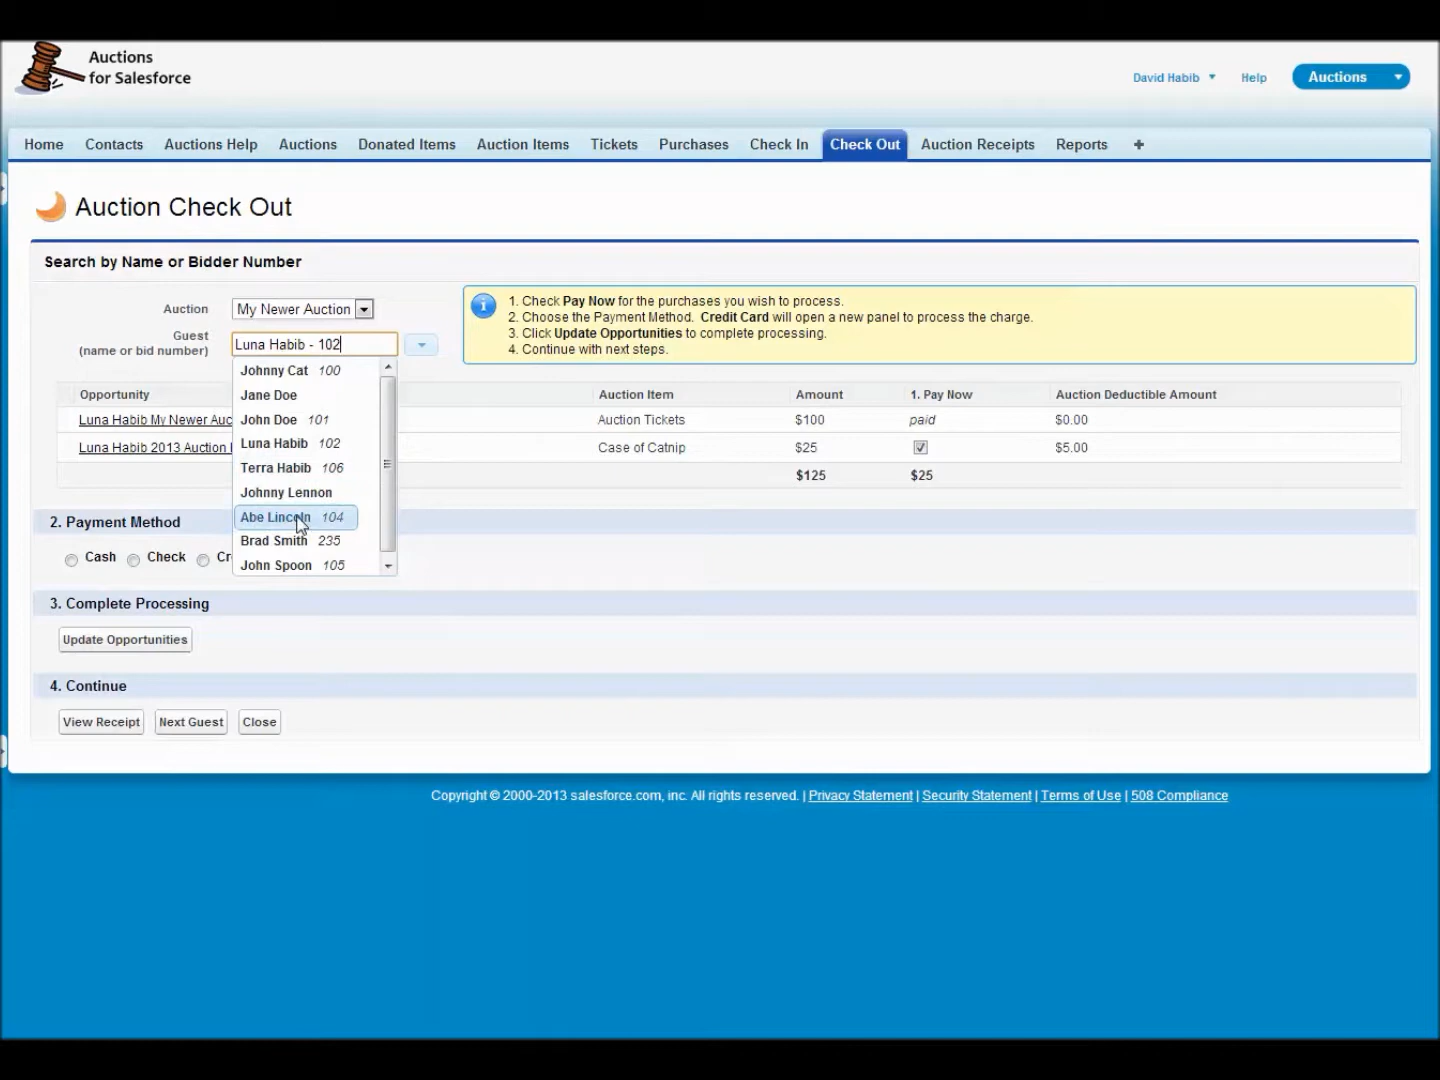 Auctions
for Salesforce
David Habib
Help
Auctions
Home
Contacts
Auctions Help
Auctions
Donated Items
Auction Items
Tickets
Purchases
Check In
Check Out
Auction Receipts
Reports
+
Auction Check Out
Search by Name or Bidder Number
Auction
My Newer Auction
Guest
(name or bid number)
Luna Habib - 102
1. Check Pay Now for the purchases you wish to process.
2. Choose the Payment Method. Credit Card will open a new panel to process the charge.
3. Click Update Opportunities to complete processing.
4. Continue with next steps.
Johnny Cat 100
Jane Doe
John Doe 101
Luna Habib 102
Terra Habib 106
Johnny Lennon
Abe Lincoln 104
Brad Smith 235
John Spoon 105
Opportunity
Auction Item
Amount
1. Pay Now
Auction Deductible Amount
Luna Habib My Newer Auc
Auction Tickets
$100
paid
$0.00
Luna Habib 2013 Auction
Case of Catnip
$25
$5.00
$125
$25
2. Payment Method
Cash
Check
Cr
3. Complete Processing
Update Opportunities
4. Continue
View Receipt
Next Guest
Close
Copyright © 2000-2013 salesforce.com, inc. All rights reserved. | Privacy Statement | Security Statement | Terms of Use | 508 Compliance